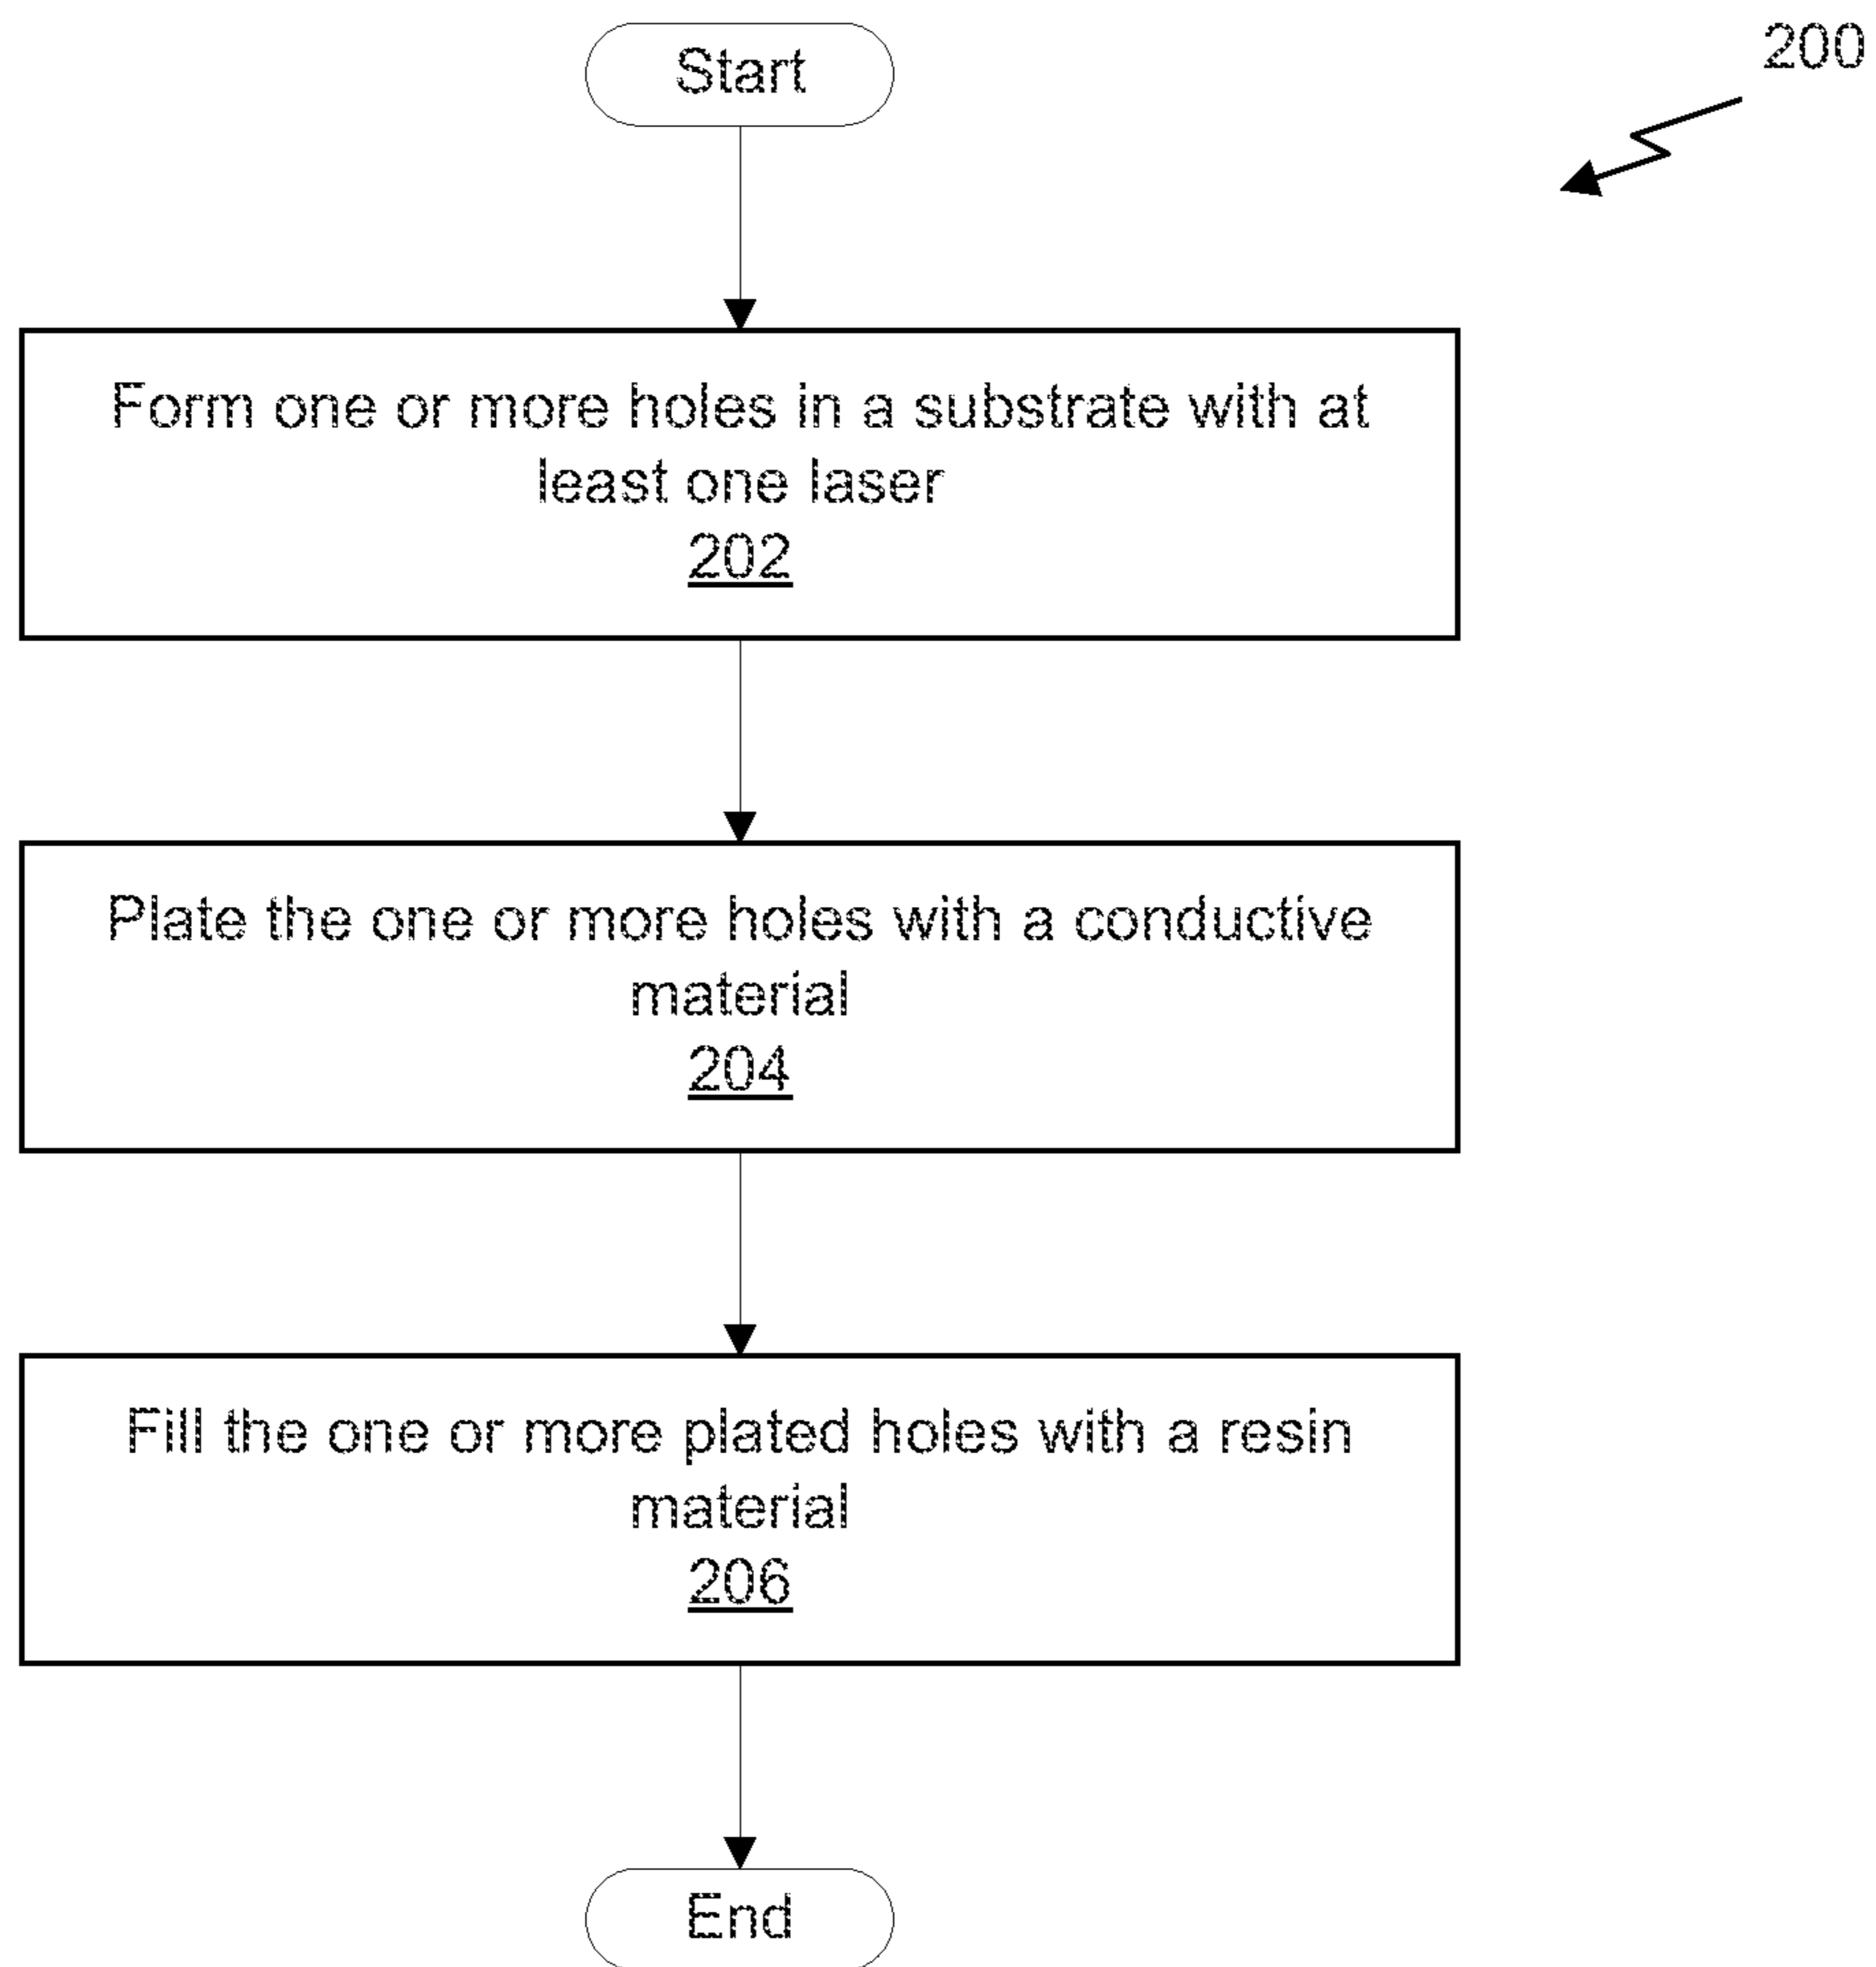 Start
200
Form one or more holes in a substrate with at
least one laser
202
Plate the one or more holes with a conductive
material
204
Fill the one or more plated holes with a resin
material
206
End